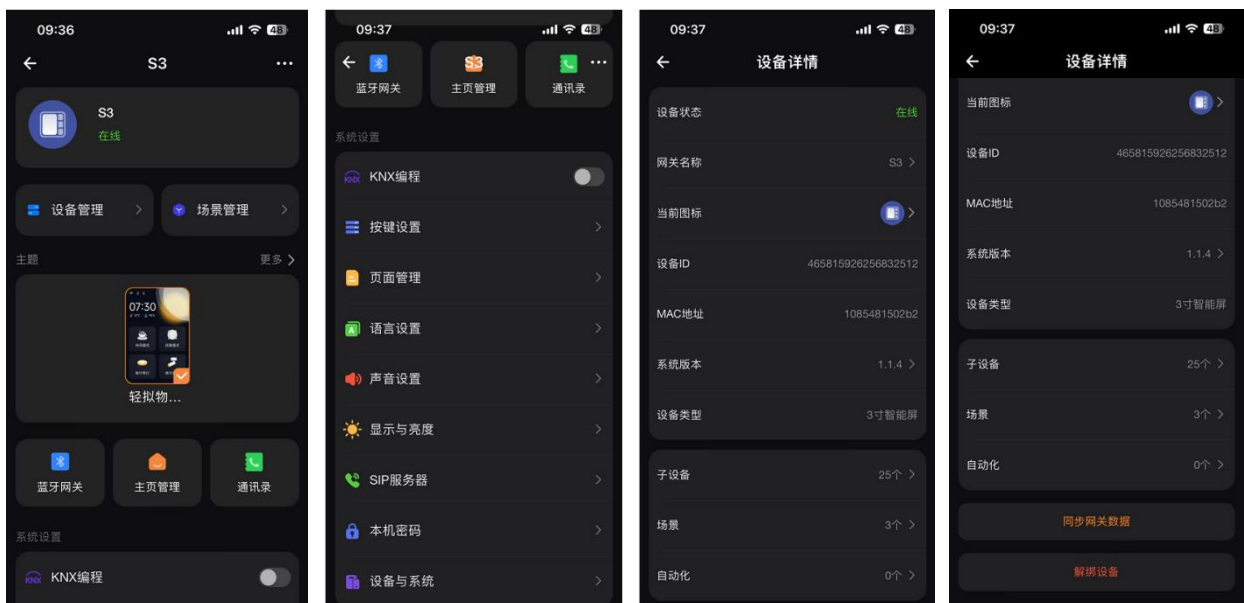 09:36
48
S3
S3
在线
设备管理
场景管理
主题
更多
07:30
轻拟物...
蓝牙网关
主页管理
通讯录
系统设置
KNX
KNX编程
09:37
48
S3
蓝牙网关
主页管理
通讯录
系统设置
KNX
KNX编程
按键设置
页面管理
A
语言设置
声音设置
显示与亮度
SIP服务器
本机密码
设备与系统
09:37
48
设备详情
设备状态
在线
网关名称
S3
当前图标
设备ID
465815926256832512
MAC地址
1085481502b2
系统版本
1.1.4
设备类型
3寸智能屏
子设备
25个
场景
3个
自动化
0个
09:37
48
设备详情
当前图标
设备ID
465815926256832512
MAC地址
1085481502b2
系统版本
1.1.4
设备类型
3寸智能屏
子设备
25个
场景
3个
自动化
0个
同步网关数据
解绑设备